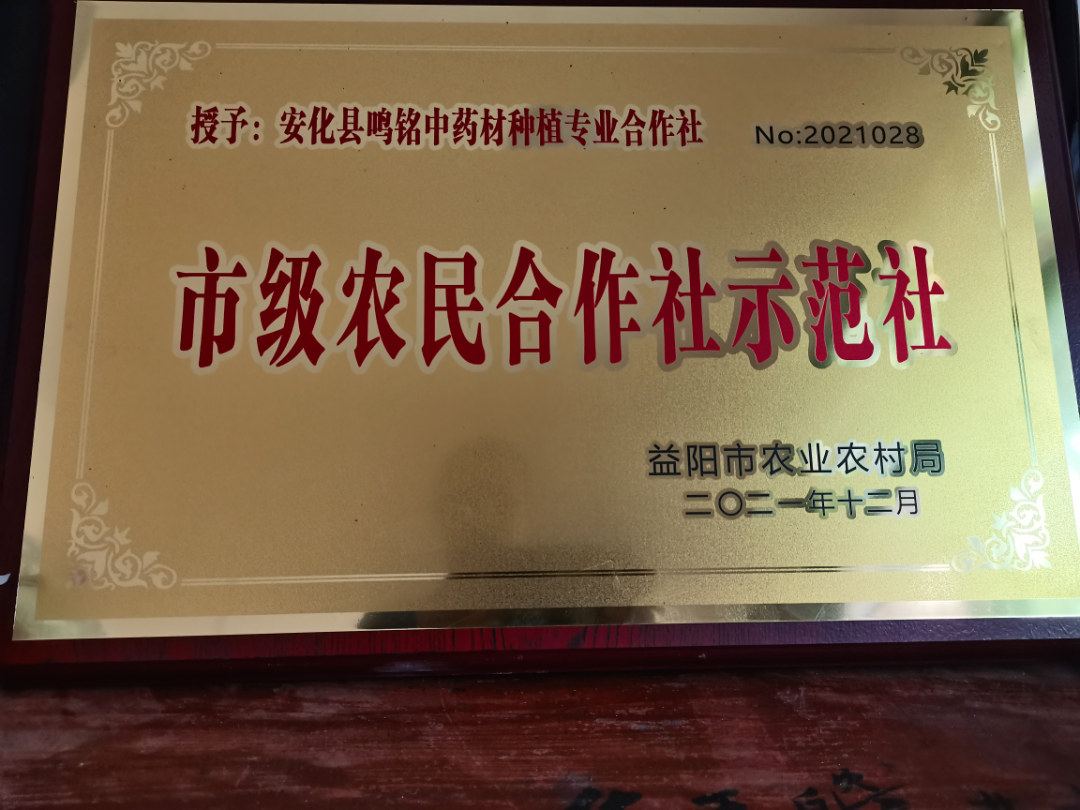 授予：安化县鸣铭中药材种植专业合作社 No:2021028
市级农民合作社示范社
益阳市农业农村局
二〇二一年十二月